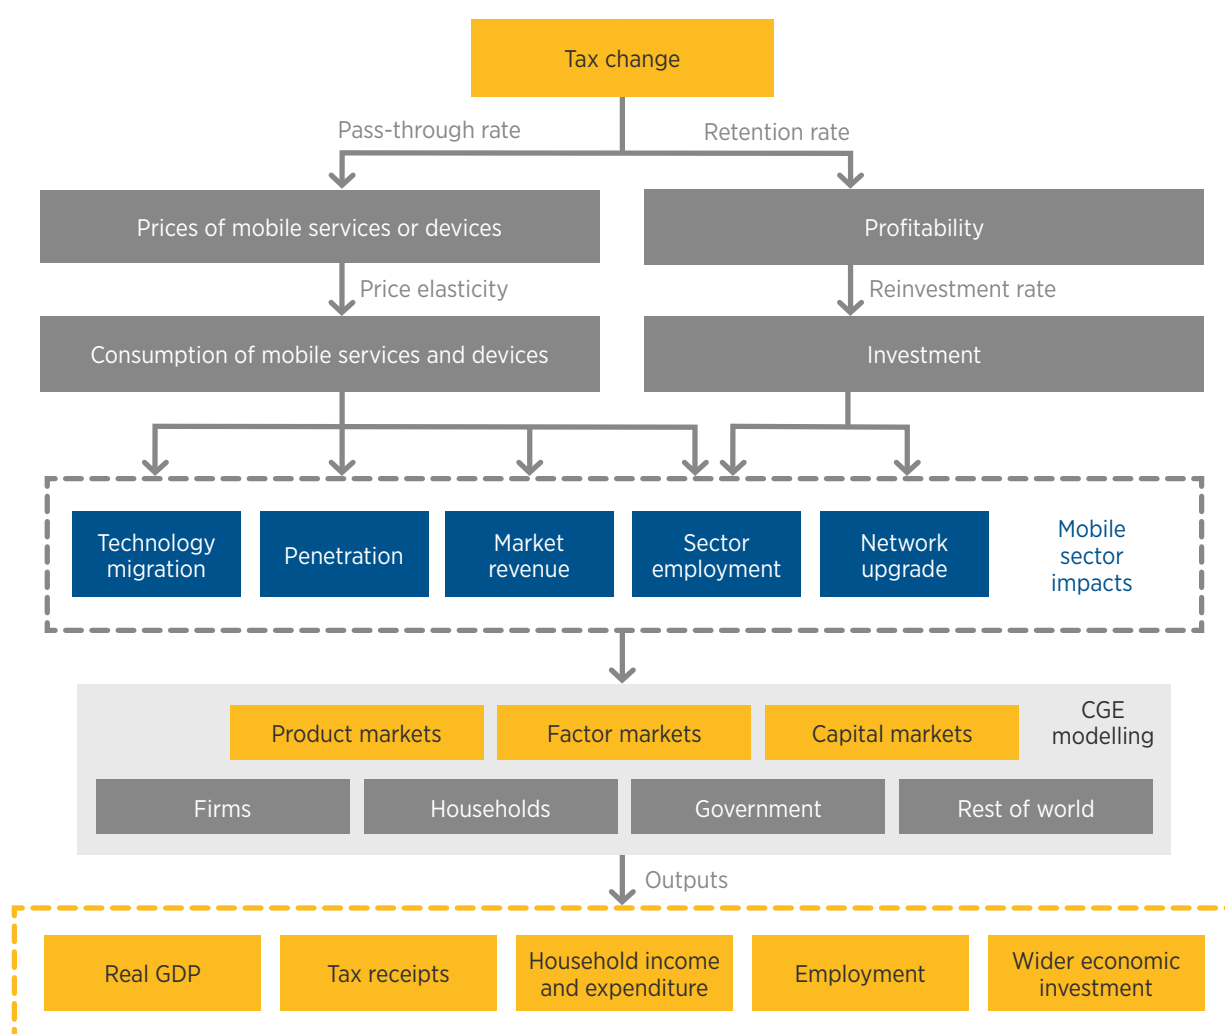 Tax change
Pass-through rate
Retention rate
Prices of mobile services or devices
Profitability
Price elasticity
Reinvestment rate
Consumption of mobile services and devices
Investment
Technology
migration
Penetration
Market
revenue
Sector
employment
Network
upgrade
Mobile
sector
impacts
Product markets
Factor markets
Capital markets
CGE
modelling
Firms
Households
Government
Rest of world
Outputs
Real GDP
Tax receipts
Household income
and expenditure
Employment
Wider economic
investment